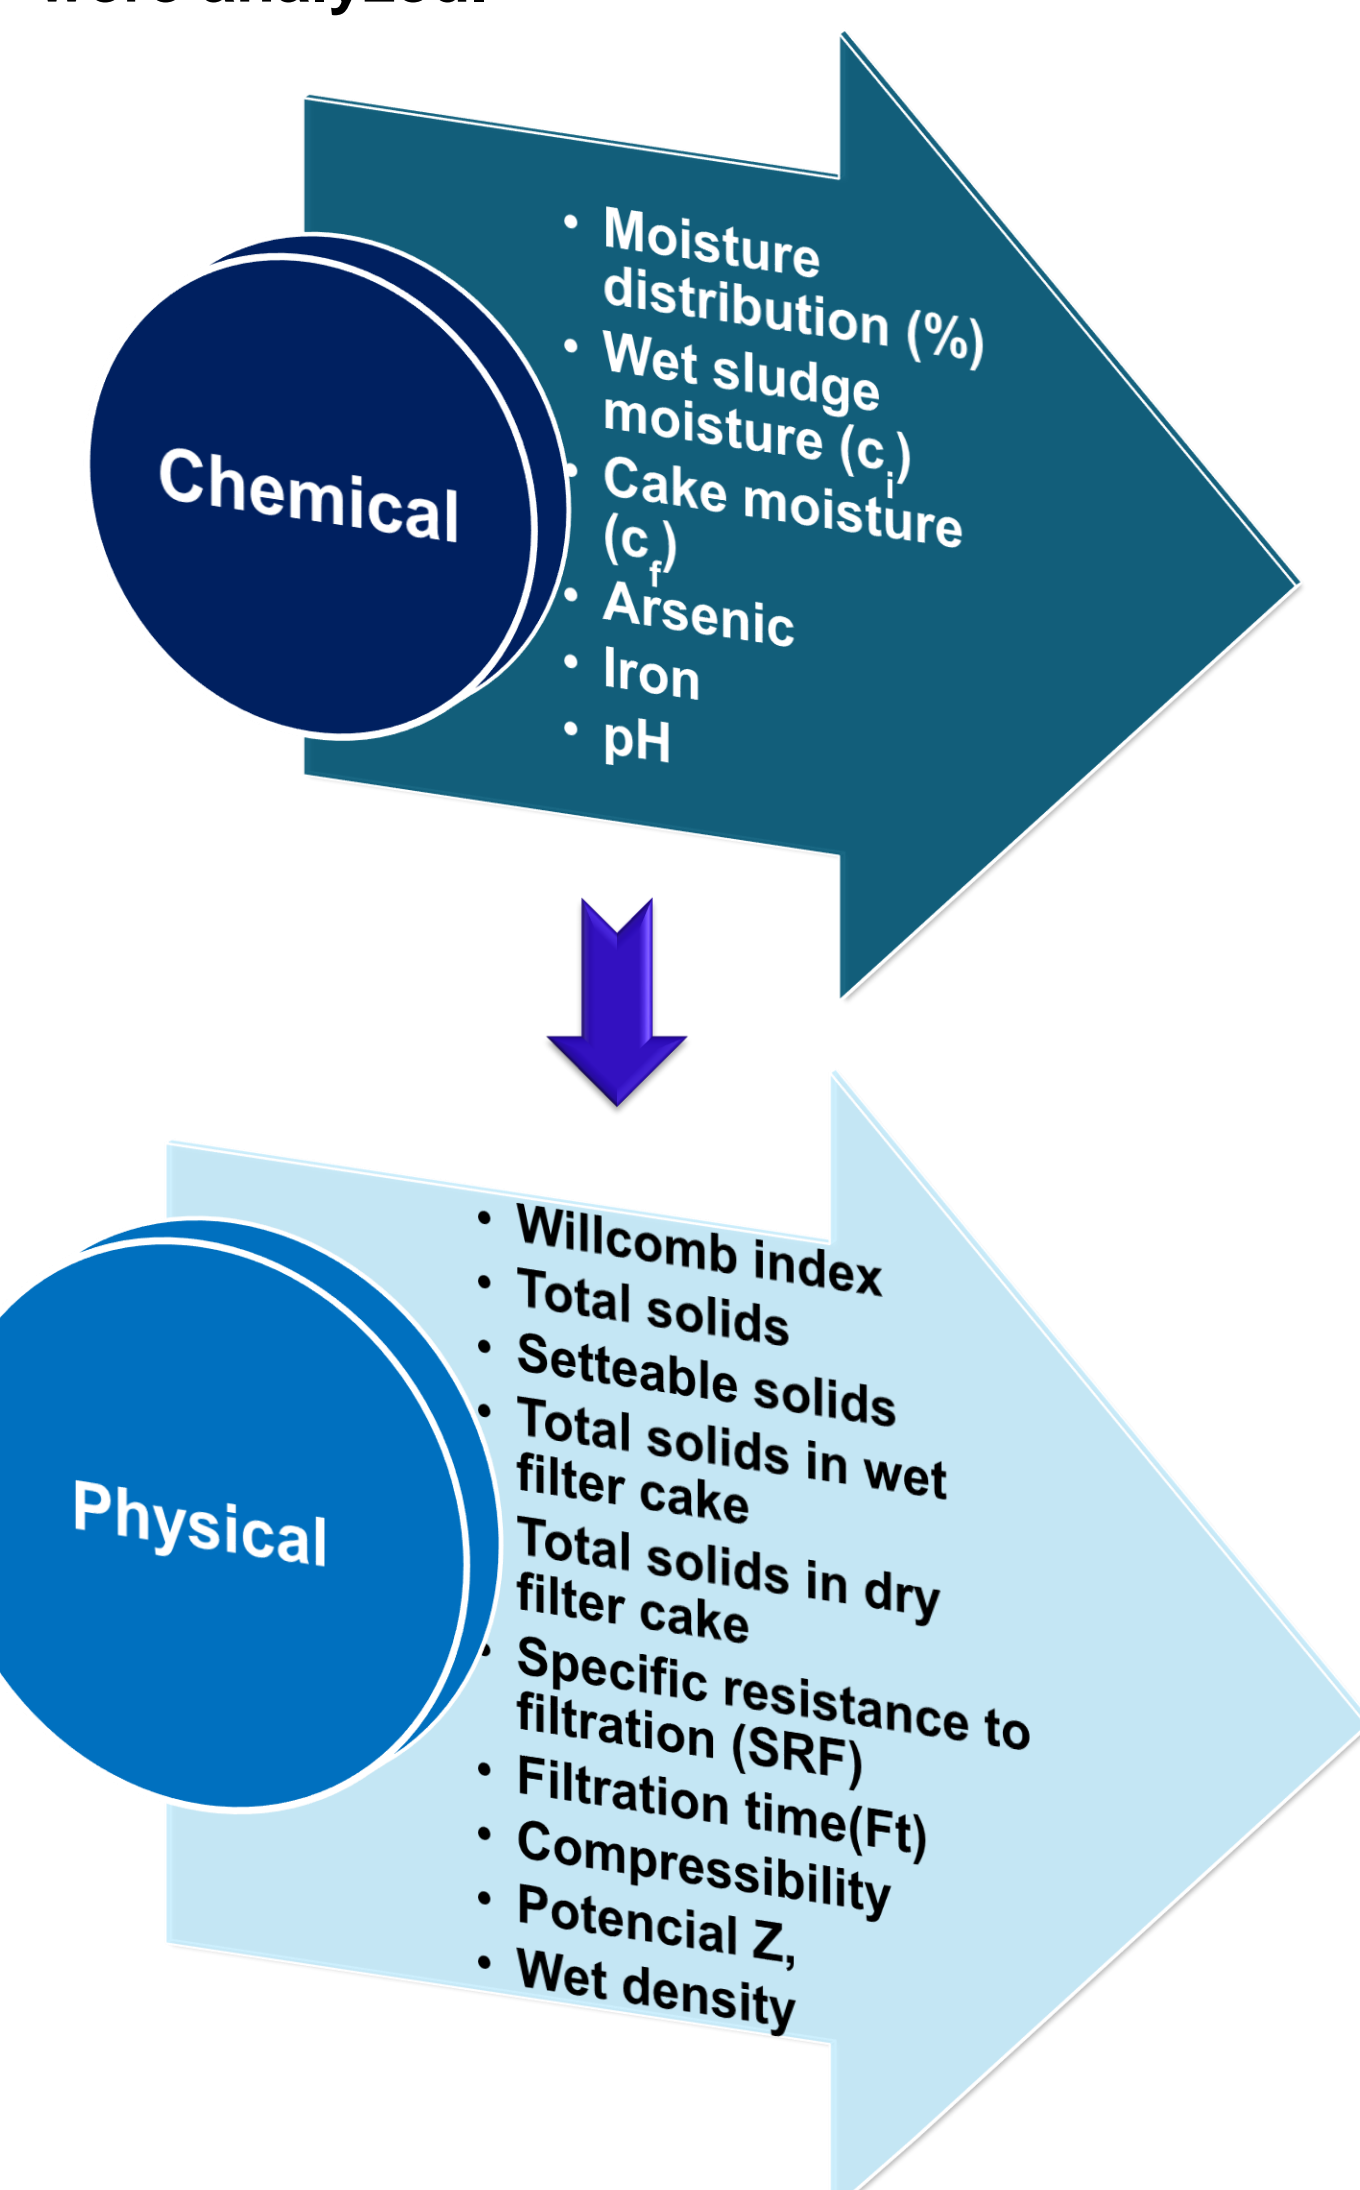 were analyzed.
Chemical
• Moisture
distribution (%)
• Wet sludge
moisture (ci)
• Cake moisture
(cf)
• Arsenic
• Iron
• pH
Physical
• Willcomb index
• Total solids
• Setteable solids
• Total solids in wet
filter cake
Total solids in dry
filter cake
• Specific resistance to
filtration (SRF)
• Filtration time(Ft)
• Compressibility
• Potencial Z,
• Wet density